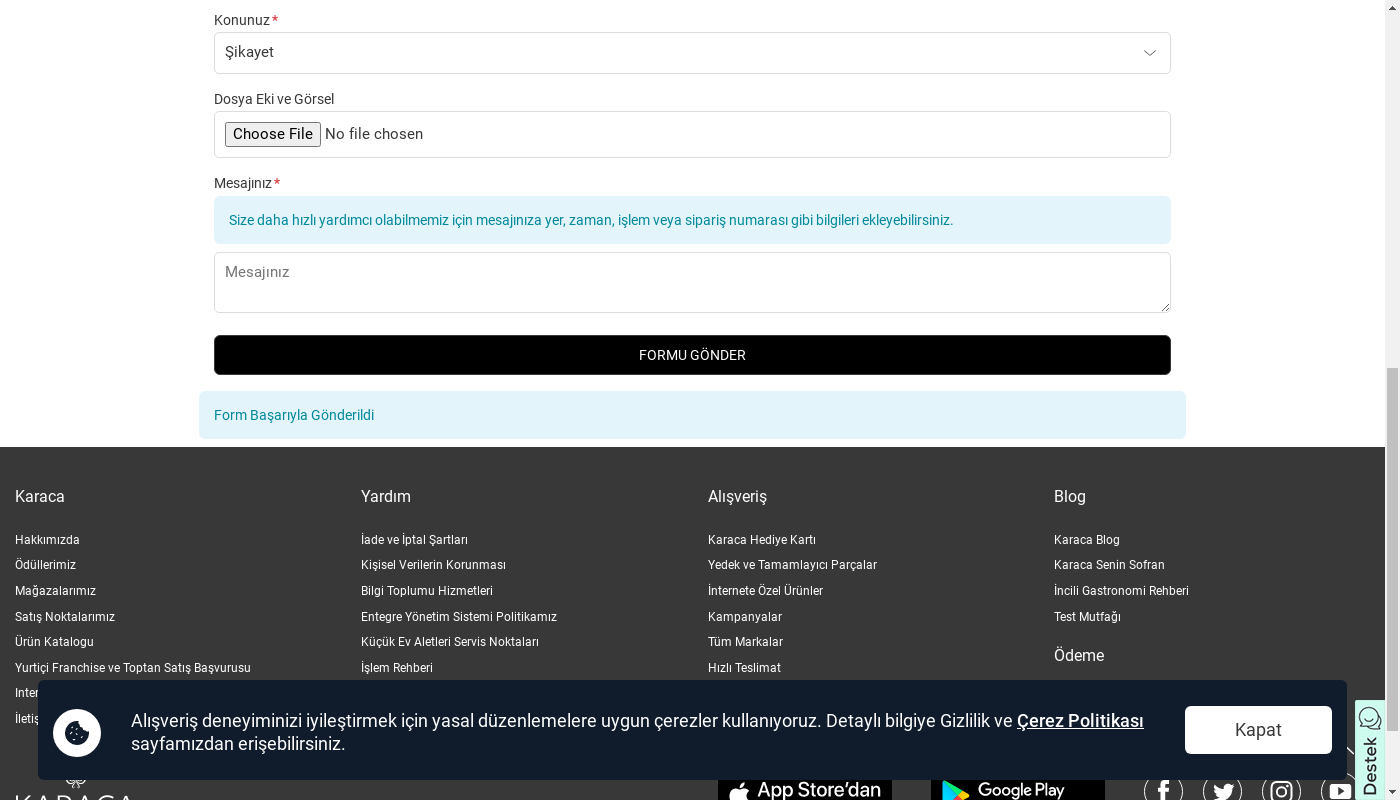 Konunuz*
Şikayet
Dosya Eki ve Görsel
Choose File No file chosen
Mesajınız*
Size daha hızlı yardımcı olabilmemiz için mesajınıza yer, zaman, işlem veya sipariş numarası gibi bilgileri ekleyebilirsiniz.
Mesajınız
FORMU GÖNDER
Form Başarıyla Gönderildi
Karaca
Hakkımızda
Ödüllerimiz
Mağazalarımız
Satış Noktalarımız
Ürün Katalogu
Yurtiçi Franchise ve Toptan Satış Başvurusu
Yardım
İade ve İptal Şartları
Kişisel Verilerin Korunması
Bilgi Toplumu Hizmetleri
Entegre Yönetim Sistemi Politikamız
Küçük Ev Aletleri Servis Noktaları
İşlem Rehberi
Alışveriş
Karaca Hediye Kartı
Yedek ve Tamamlayıcı Parçalar
İnternete Özel Ürünler
Kampanyalar
Tüm Markalar
Hızlı Teslimat
Blog
Karaca Blog
Karaca Senin Sofran
İncili Gastronomi Rehberi
Test Mutfağı
Ödeme
Alışveriş deneyiminizi iyileştirmek için yasal düzenlemelere uygun çerezler kullanıyoruz. Detaylı bilgiye Gizlilik ve Çerez Politikası
sayfamızdan erişebilirsiniz.
Kapat
Destek
KARACA
App Store'dan
Google Play